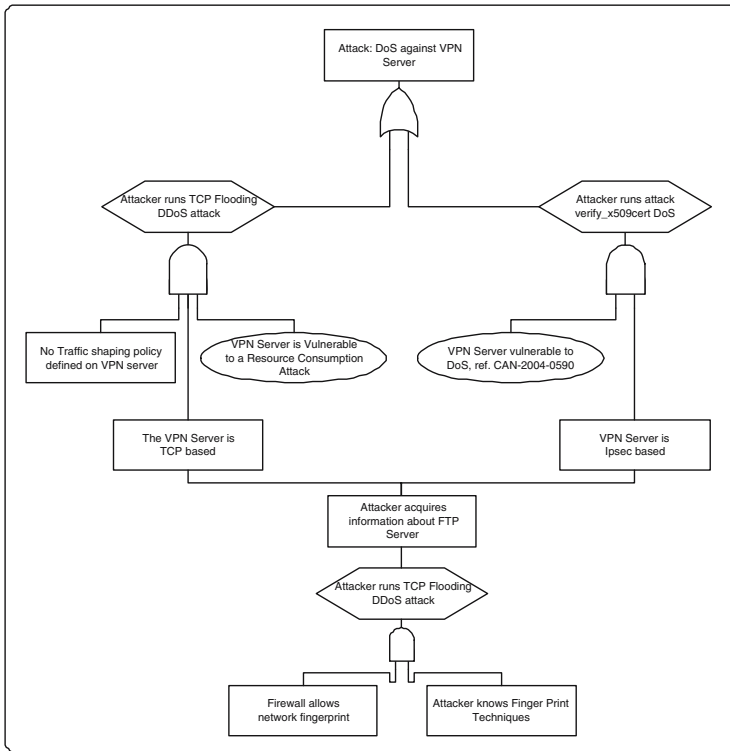 Attack: DoS against VPN
Server
Attacker runs TCP Flooding
DDoS attack
Attacker runs attack
verify_x509cert DoS
No Traffic shaping policy
defined on VPN server
VPN Server is Vulnerable
to a Resource Consumption
Attack
VPN Server vulnerable to
DoS, ref. CAN-2004-0590
The VPN Server is
TCP based
VPN Server is
Ipsec based
Attacker acquires
information about FTP
Server
Attacker runs TCP Flooding
DDoS attack
Firewall allows
network fingerprint
Attacker knows Finger Print
Techniques